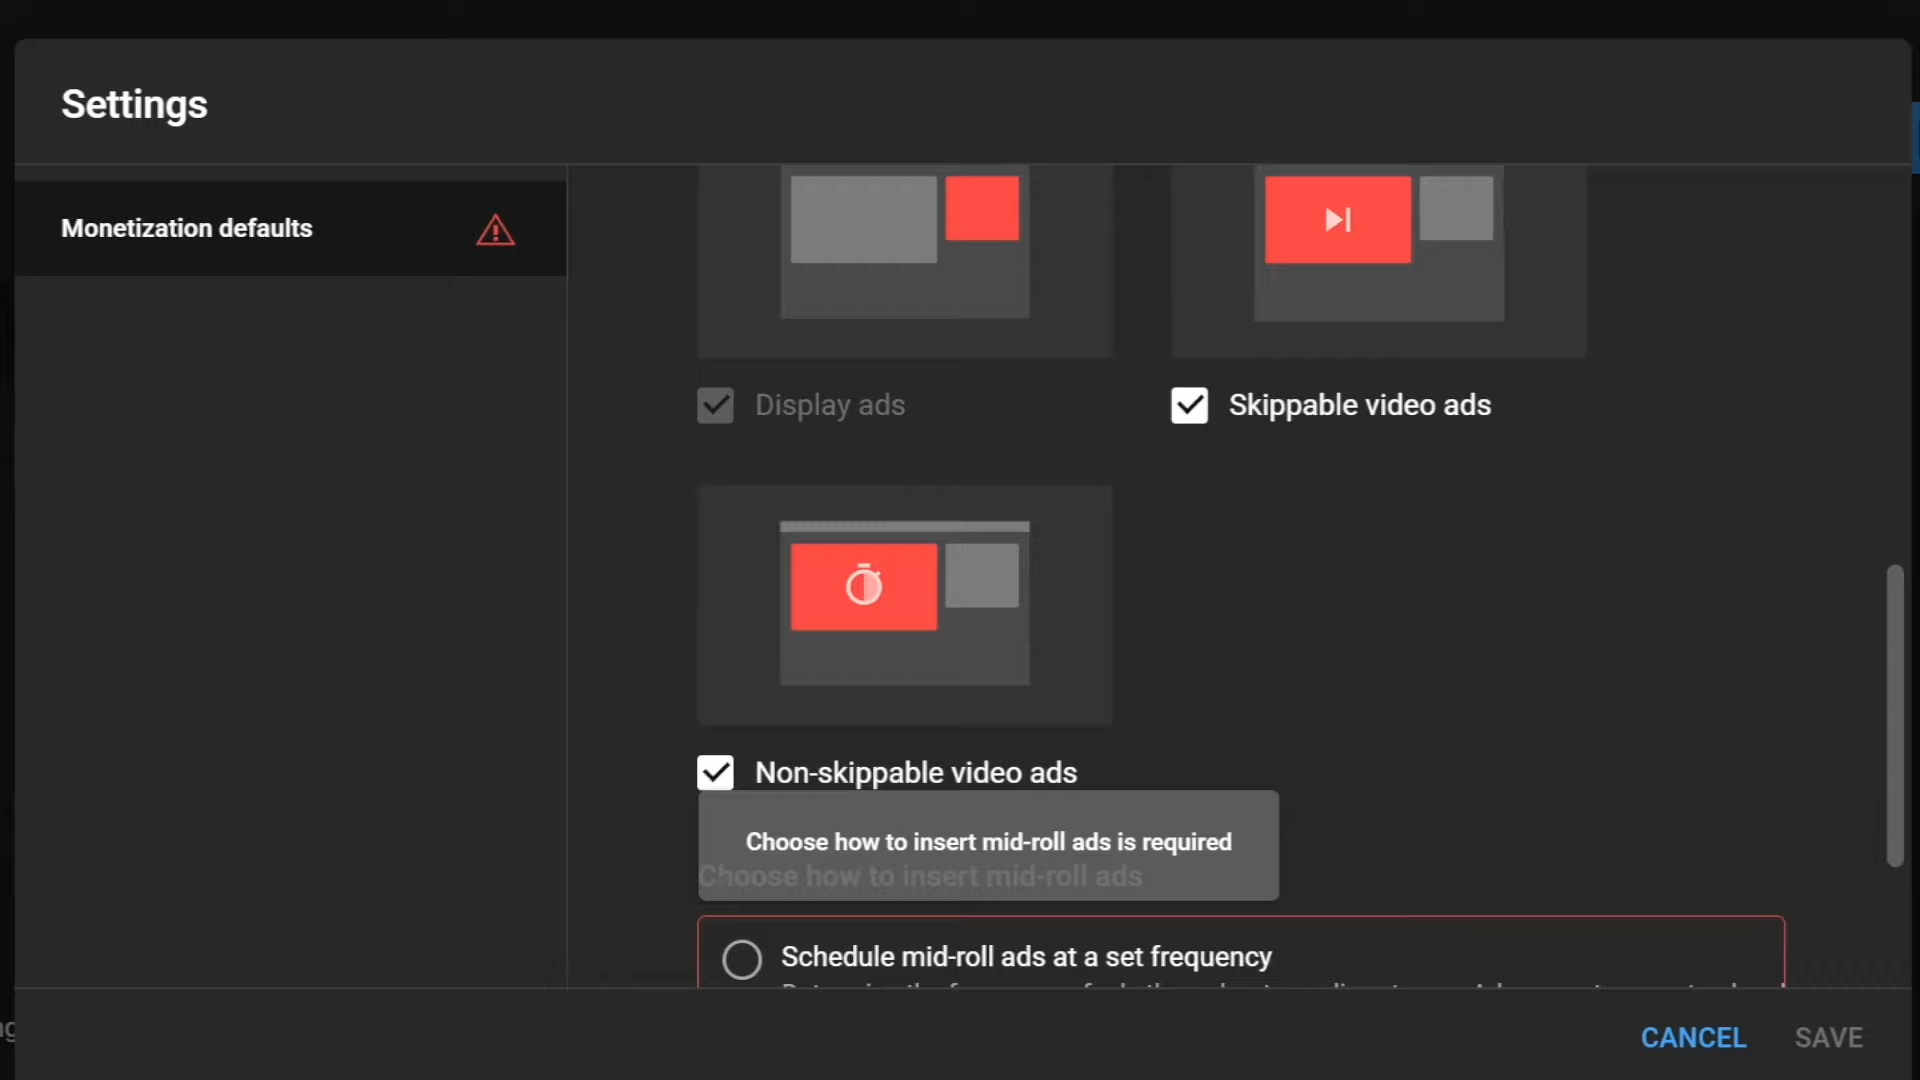 Settings
Monetization defaults
Display ads
Skippable video ads
Non-skippable video ads
Choose how to insert mid-roll ads is required
Choose how to insert mid-roll ads
Schedule mid-roll ads at a set frequency
CANCEL
SAVE